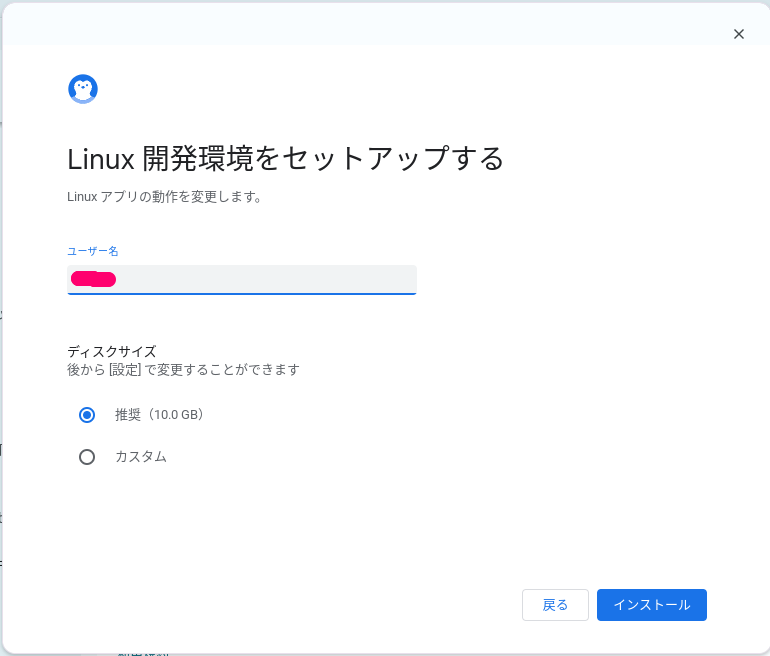 Linux 開発環境をセットアップする
Linux アプリの動作を変更します。
ユーザー名
ディスクサイズ
後から [設定] で変更することができます
推奨（10.0 GB）
カスタム
戻る
インストール